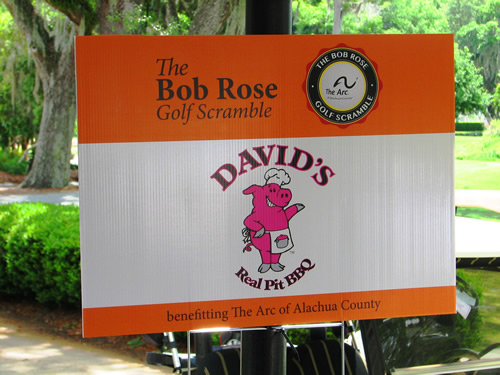 The
Bob Rose
Golf Scramble
THE BOB ROSE
The Arc.
GOLF SCRAMBLE
DAVID'S
Real Pit BBQ
benefitting The Arc of Alachua County